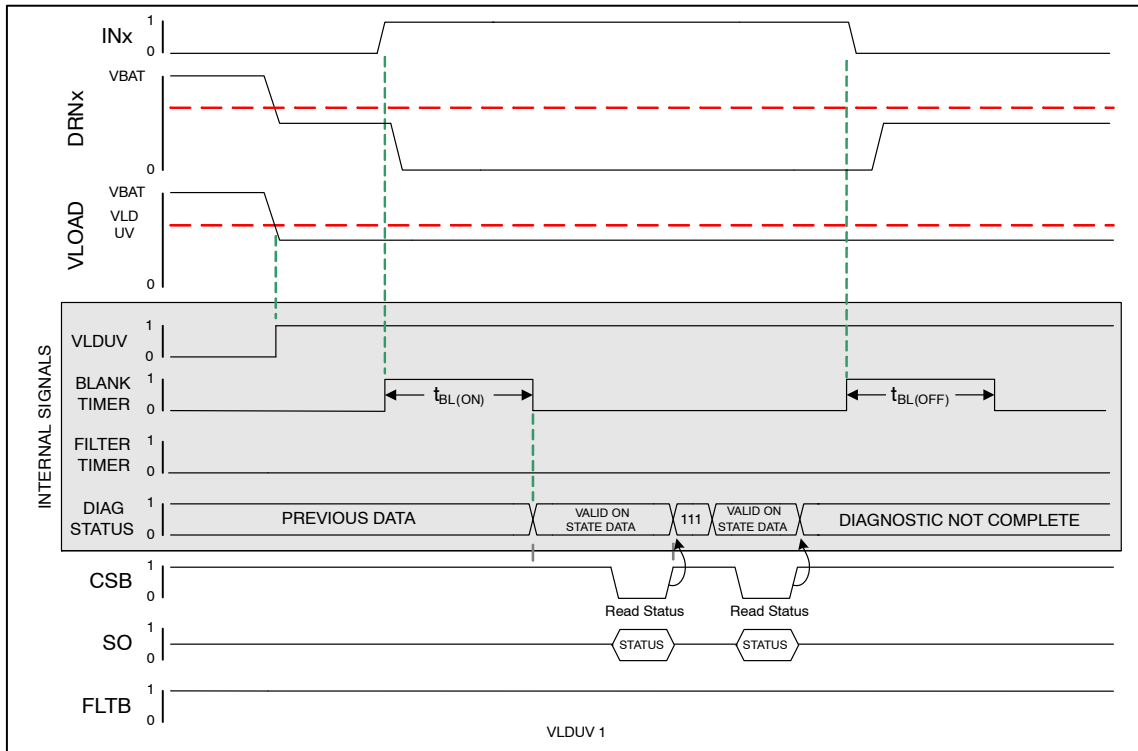 INx
1
0
DRNx
VBAT
0
VLOAD
VBAT
VLD
UV
0
INTERNAL SIGNALS
VLDUV
1
0
BLANK
TIMER
1
0
tBL(ON)
tBL(OFF)
FILTER
TIMER
1
0
DIAG
STATUS
1
0
PREVIOUS DATA
VALID ON
STATE DATA
111
VALID ON
STATE DATA
DIAGNOSTIC NOT COMPLETE
CSB
1
0
Read Status
Read Status
SO
1
0
STATUS
STATUS
FLTB
1
0
VLDUV 1